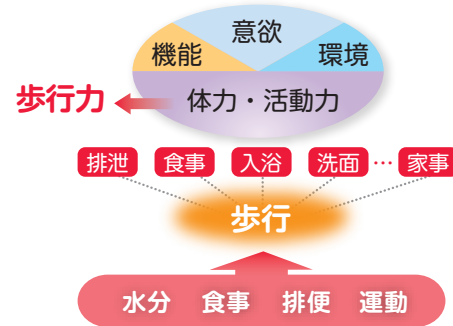 意欲
機能 環境
歩行力 体力・活動力
排泄 食事 入浴 洗面 … 家事
歩行
水分 食事 排便 運動